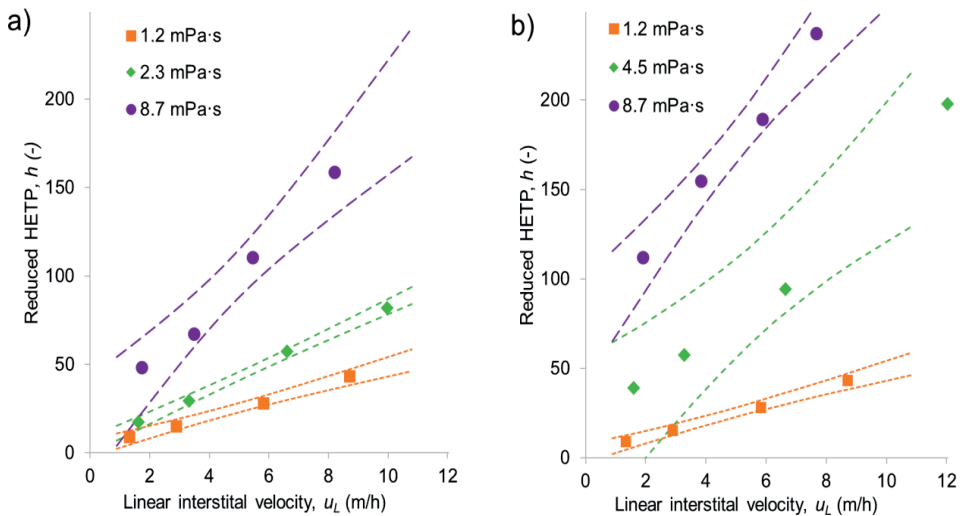 a)
1.2 mPa·s
2.3 mPa·s
8.7 mPa·s
Reduced HETP, h (-)
200
150
100
50
0
0 2 4 6 8 10 12
Linear interstital velocity, uL (m/h)
b)
1.2 mPa·s
4.5 mPa·s
8.7 mPa·s
Reduced HETP, h (-)
200
150
100
50
0
0 2 4 6 8 10 12
Linear interstital velocity, uL (m/h)